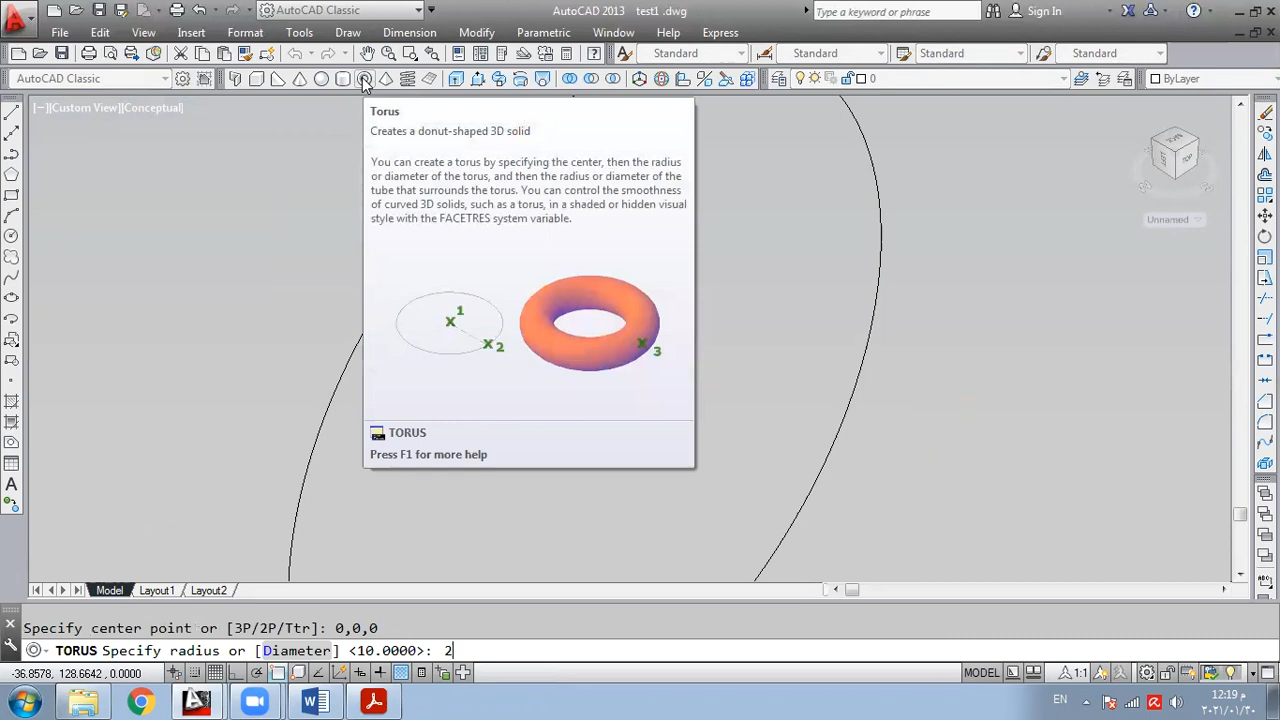 AutoCAD Classic
AutoCAD 2013 test1 .dwg
Type a keyword or phrase
Sign In
File Edit View Insert Format Tools Draw Dimension Modify Parametric Window Help Express
Standard Standard Standard Standard
AutoCAD Classic
0
ByLayer
[−][Custom View][Conceptual]
Torus
Creates a donut-shaped 3D solid
You can create a torus by specifying the center, then the radius
or diameter of the torus, and then the radius or diameter of the
tube that surrounds the torus. You can control the smoothness
of curved 3D solids, such as a torus, in a shaded or hidden visual
style with the FACETRES system variable.
1
2
3
TORUS
Press F1 for more help
Unnamed
Model Layout1 Layout2
Specify center point or [3P/2P/Ttr]: 0,0,0
TORUS Specify radius or [Diameter] <10.0000>: 2
-36.8578, 128.6642, 0.0000
MODEL
1:1
EN
12:19 م
٢٠٢١/٠١/٣٠